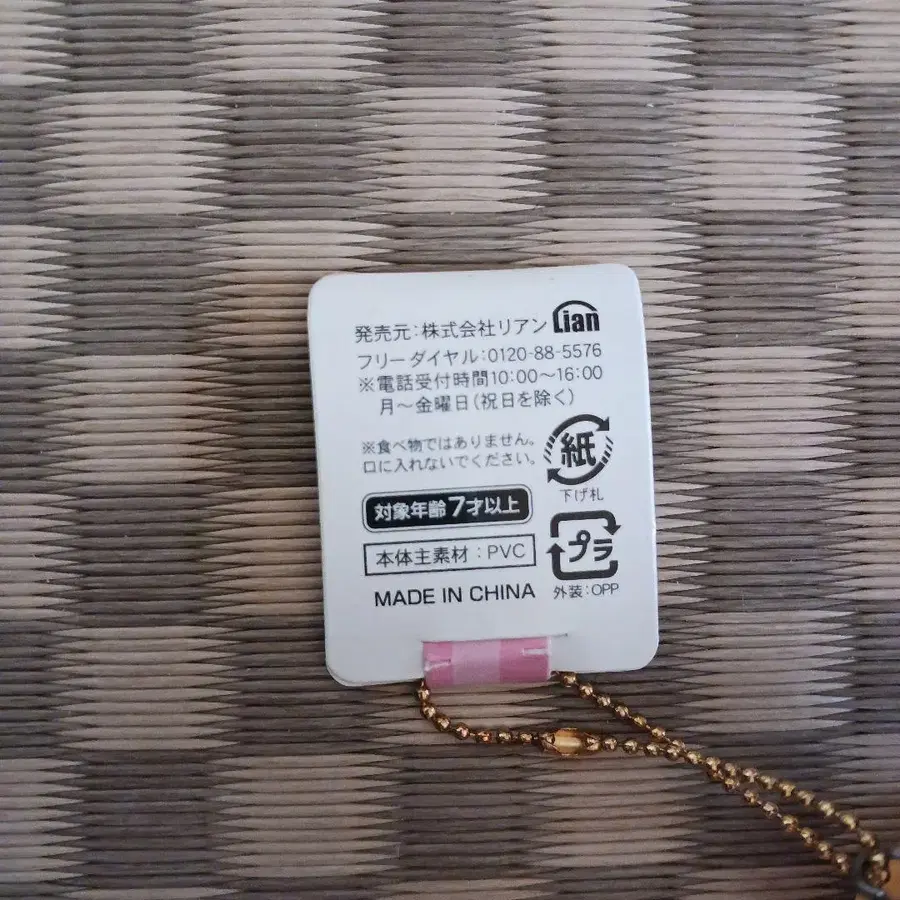 発売元:株式会社リアン Lian
フリーダイヤル:0120-88-5576
※電話受付時間10:00〜16:00
月〜金曜日(祝日を除く)
※食べ物ではありません。
口に入れないでください。
紙
下げ札
対象年齢7才以上
プラ
本体主素材:PVC
外装:OPP
MADE IN CHINA